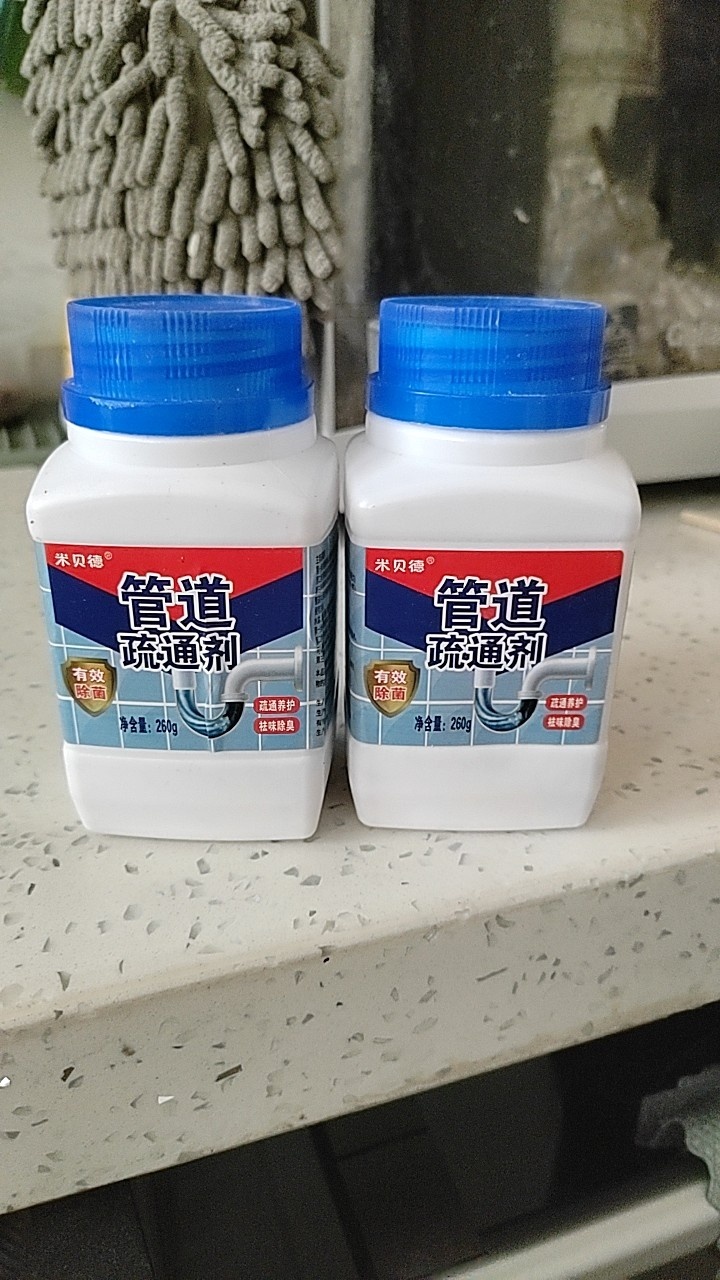 米贝德®
管道
疏通剂
有效
除菌
净含量：260g
疏通养护
祛味除臭
米贝德®
管道
疏通剂
有效
除菌
净含量：260g
疏通养护
祛味除臭